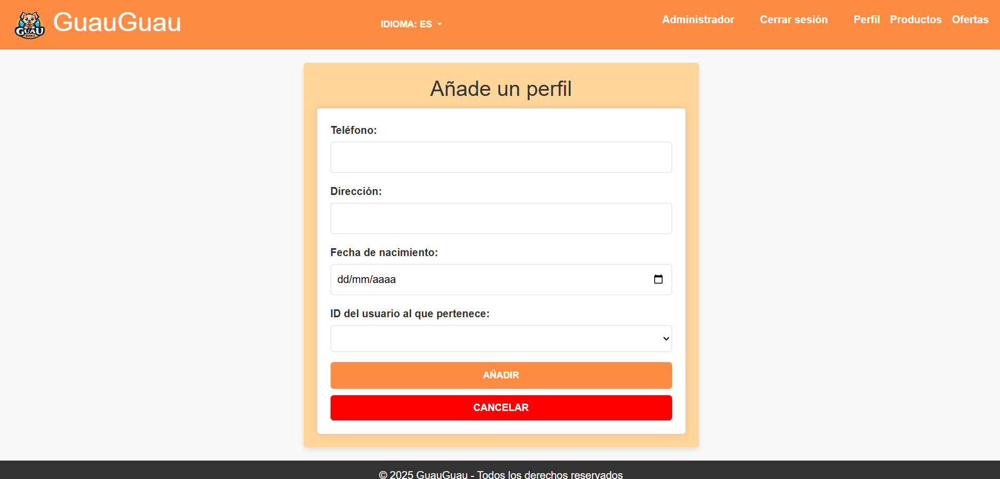 GUAU
GUAU
GuauGuau
IDIOMA: ES
Administrador
Cerrar sesión
Perfil
Productos
Ofertas
Añade un perfil
Teléfono:
Dirección:
Fecha de nacimiento:
dd/mm/aaaa
ID del usuario al que pertenece:
AÑADIR
CANCELAR
© 2025 GuauGuau - Todos los derechos reservados